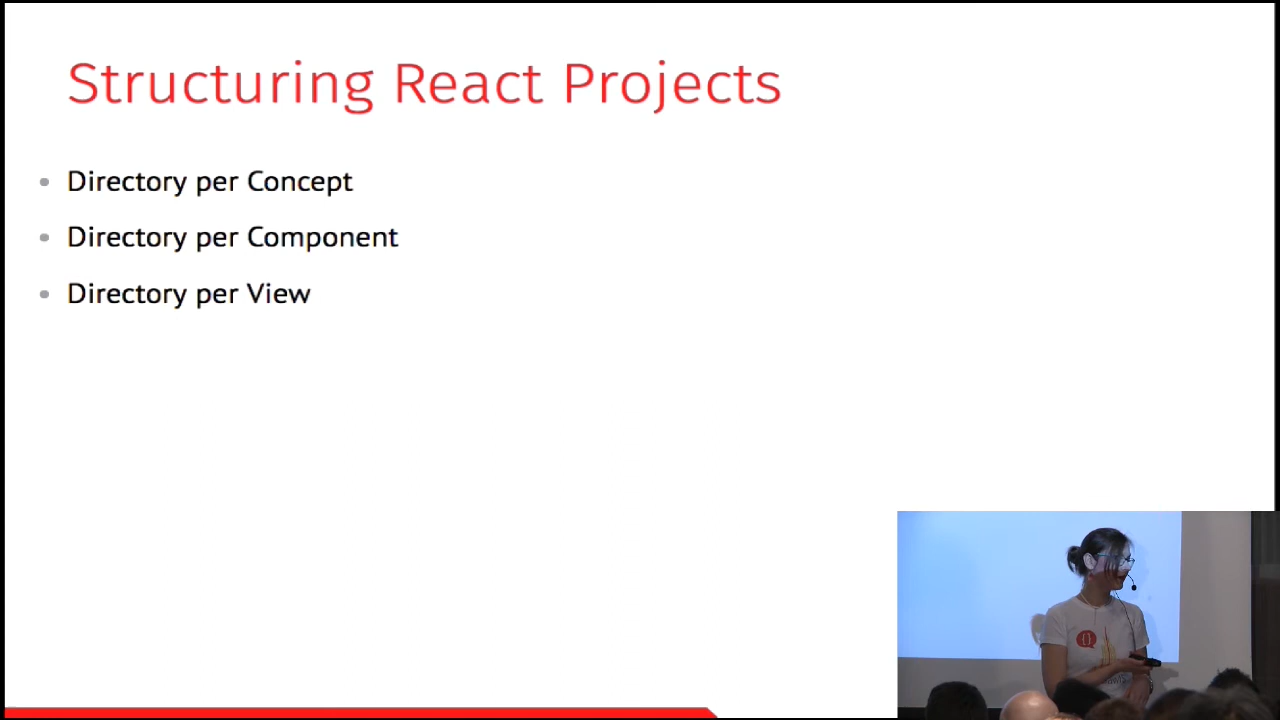 Structuring React Projects
Directory per Concept
Directory per Component
Directory per View